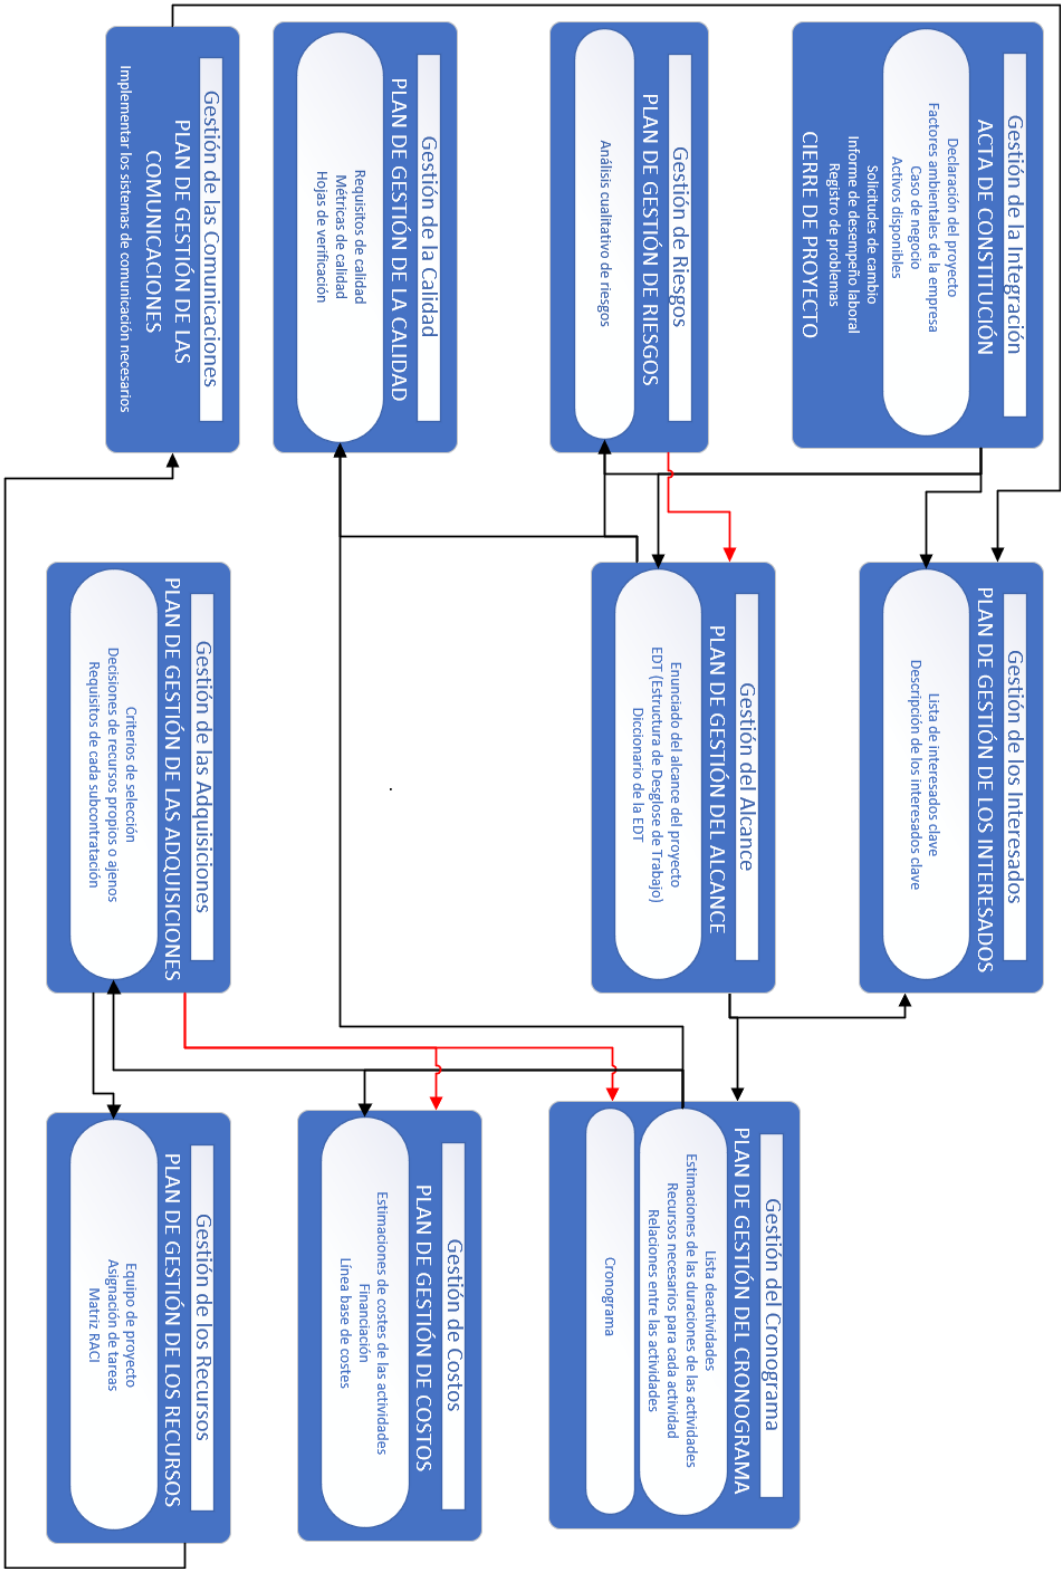 Gestión de la Integración
ACTA DE CONSTITUCIÓN
Declaración del proyecto
Factores ambientales de la empresa
Caso de negocio
Activos disponibles
Solicitudes de cambio
Informe de desempeño laboral
Registro de problemas
CIERRE DE PROYECTO
Gestión de Riesgos
PLAN DE GESTIÓN DE RIESGOS
Análisis cualitativo de riesgos
Gestión de la Calidad
PLAN DE GESTIÓN DE LA CALIDAD
Requisitos de calidad
Métricas de calidad
Hojas de verificación
Gestión de las Comunicaciones
PLAN DE GESTIÓN DE LAS
COMUNICACIONES
Implementar los sistemas de comunicación necesarios
Gestión de los Interesados
PLAN DE GESTIÓN DE LOS INTERESADOS
Lista de interesados clave
Descripción de los interesados clave
Gestión del Alcance
PLAN DE GESTIÓN DEL ALCANCE
Enunciado del alcance del proyecto
EDT (Estructura de Desglose de Trabajo)
Diccionario de la EDT
Gestión de las Adquisiciones
PLAN DE GESTIÓN DE LAS ADQUISICIONES
Criterios de selección
Decisiones de recursos propios o ajenos
Requisitos de cada subcontratación
Gestión del Cronograma
PLAN DE GESTIÓN DEL CRONOGRAMA
Lista deactividades
Estimaciones de las duraciones de las actividades
Recursos necesarios para cada actividad
Relaciones entre las actividades
Cronograma
Gestión de Costos
PLAN DE GESTIÓN DE COSTOS
Estimaciones de costes de las actividades
Financiación
Línea base de costes
Gestión de los Recursos
PLAN DE GESTIÓN DE LOS RECURSOS
Equipo de proyecto
Asignación de tareas
Matriz RACI